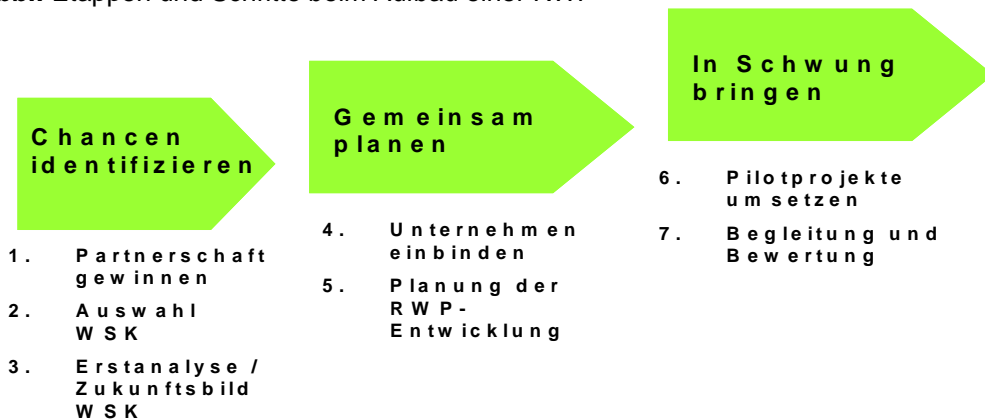 Etappen und Schritte beim Aufbau einer
Chancen
identifizieren
1. Partnerschaft
gewinnen
2. Auswahl
WSK
3. Erstanalyse /
Zukunftsbild
WSK
Gemeinsam
planen
4. Unternehmen
einbinden
5. Planung der
RWP-
Entwicklung
In Schwung
bringen
6. Pilotprojekte
umsetzen
7. Begleitung und
Bewertung